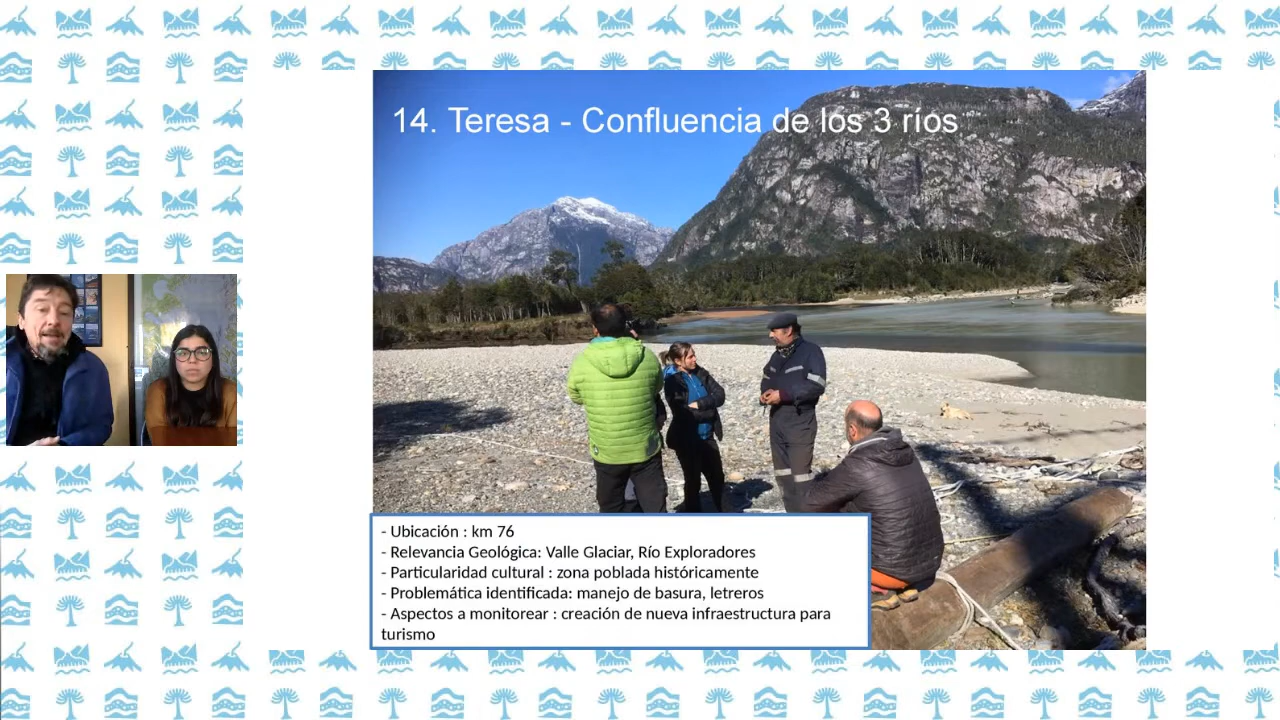 14. Teresa - Confluencia de los 3 ríos
- Ubicación : km 76
- Relevancia Geológica: Valle Glaciar, Río Exploradores
- Particularidad cultural : zona poblada históricamente
- Problemática identificada: manejo de basura, letreros
- Aspectos a monitorear : creación de nueva infraestructura para
turismo